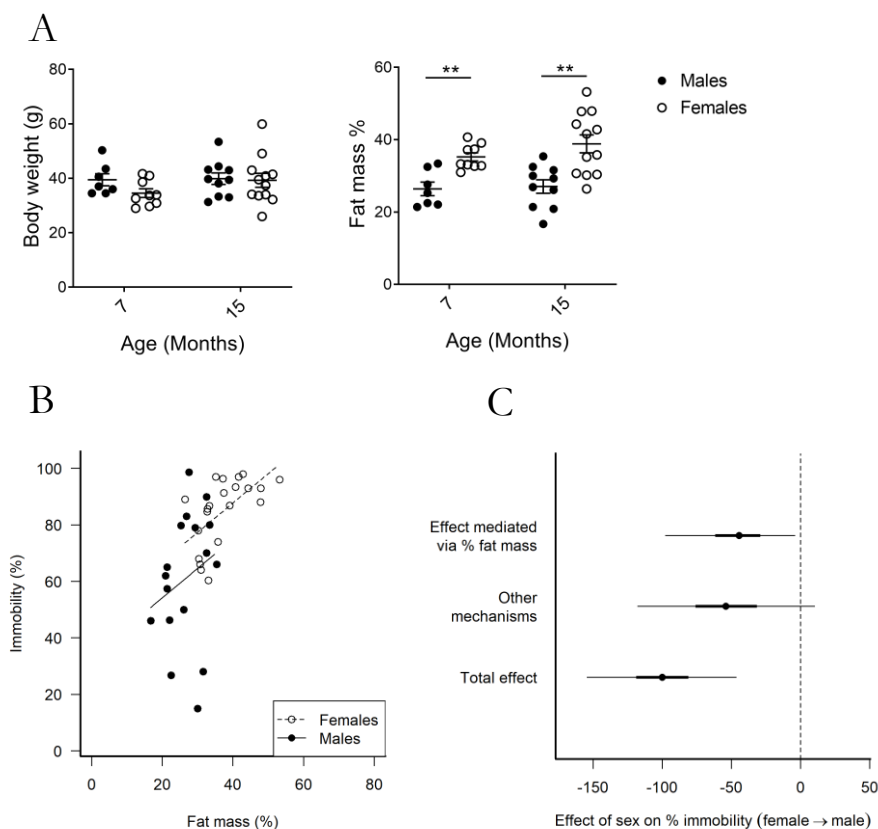 A
Body weight (g)
80
60
40
20
0
7
15
Age (Months)
Fat mass %
60
40
20
0
**
**
7
15
Age (Months)
Males
Females
B
Immobility (%)
100
80
60
40
20
0
Females
Males
0
20
40
60
80
Fat mass (%)
C
Effect mediated
via % fat mass
Other
mechanisms
Total effect
-150
-100
-50
0
50
Effect of sex on % immobility (female → male)